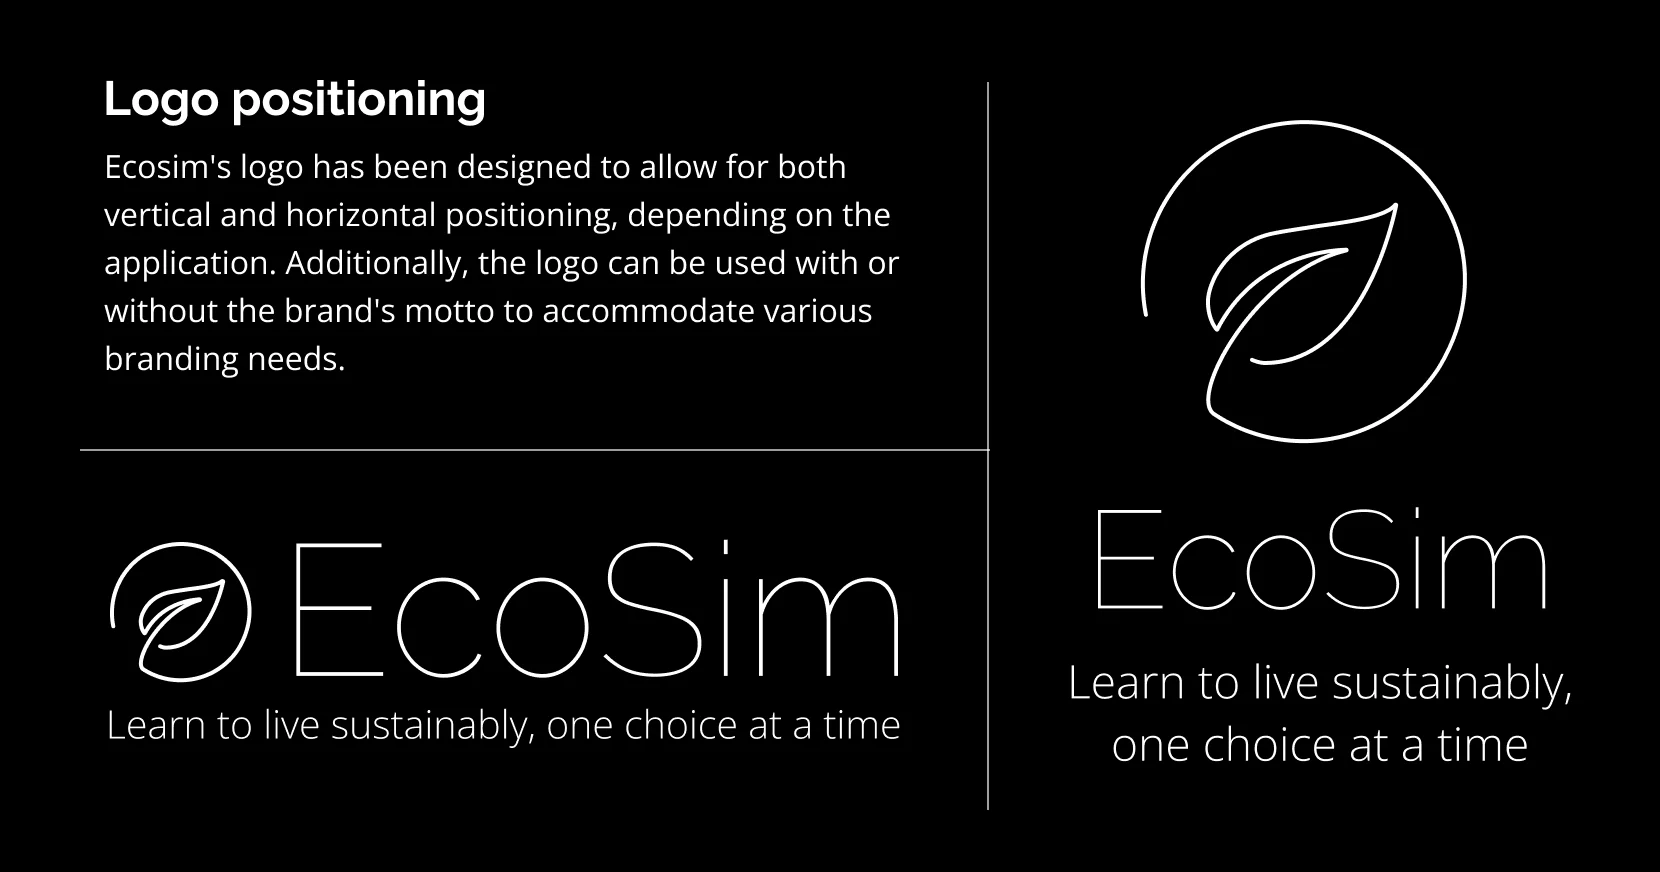 Logo positioning
Ecosim's logo has been designed to allow for both
vertical and horizontal positioning, depending on the
application. Additionally, the logo can be used with or
without the brand's motto to accommodate various
branding needs.
EcoSim
Learn to live sustainably, one choice at a time
EcoSim
Learn to live sustainably,
one choice at a time